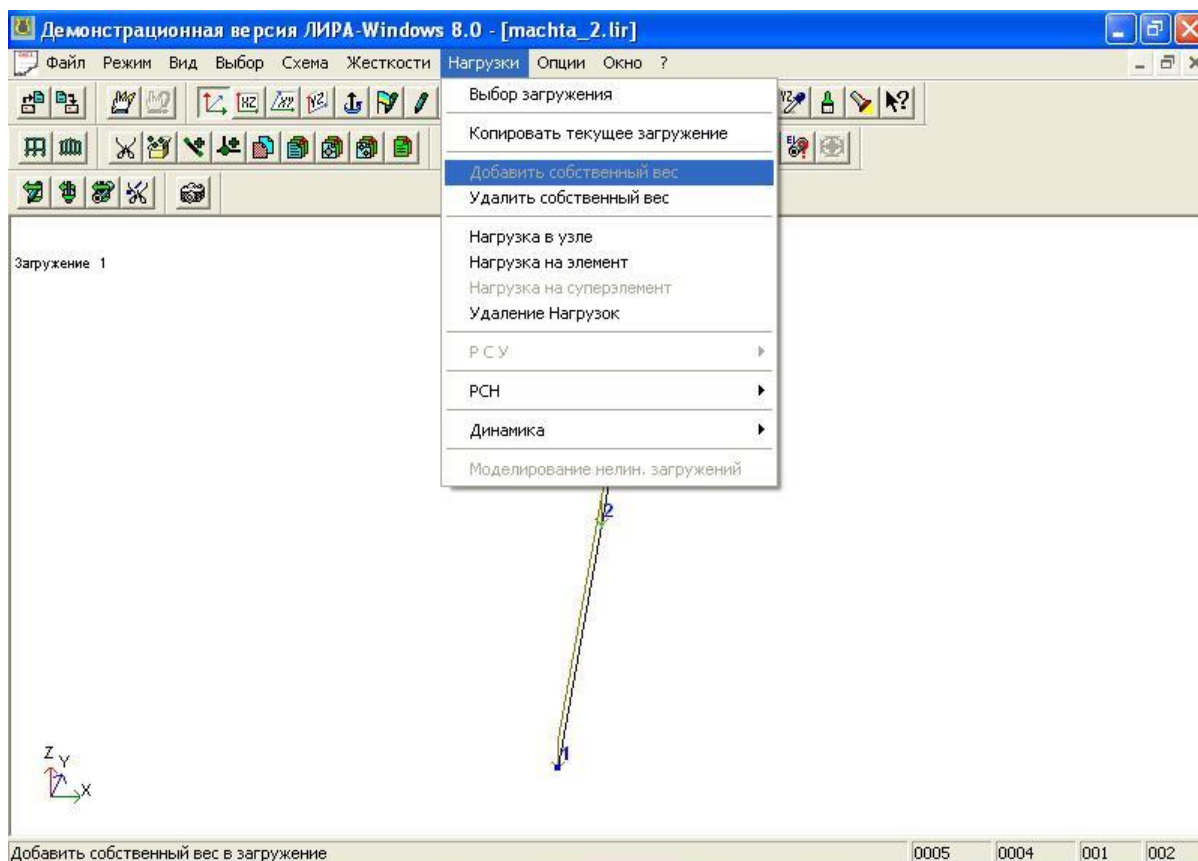 Демонстрационная версия ЛИРА-Windows 8.0 - [machta_2.lir]
Файл Режим Вид Выбор Схема Жесткости Нагрузки Опции Окно ?
Выбор загружения
Копировать текущее загружение
Добавить собственный вес
Удалить собственный вес
Нагрузка в узле
Нагрузка на элемент
Нагрузка на суперэлемент
Удаление Нагрузок
Р С У
РСН
Динамика
Моделирование нелин. загружений
Загружение 1
2
1
Z
Y
X
Добавить собственный вес в загружение 0005 0004 001 002